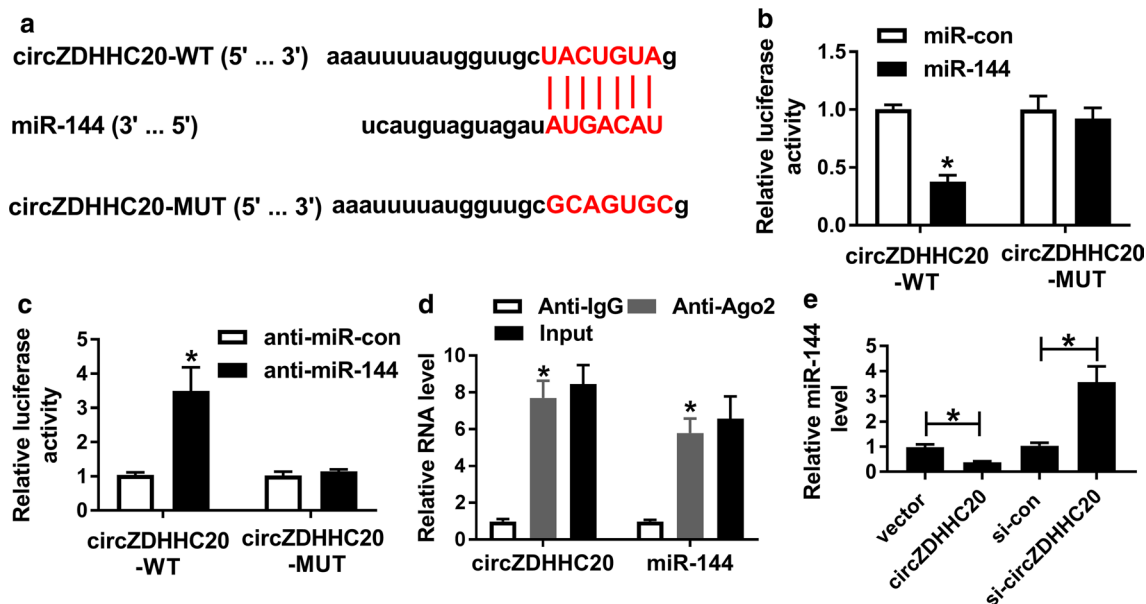 a
circZDHHC20-WT (5' ... 3') aaauuuuaugguugcUACUGUAg
miR-144 (3' ... 5') ucauguaguagauAUGACAU
circZDHHC20-MUT (5' ... 3') aaauuuuaugguugcGCAGUGCg
b
Relative luciferase
activity
1.5
1.0
0.5
0.0
miR-con
miR-144
*
circZDHHC20
-WT
circZDHHC20
-MUT
c
Relative luciferase
activity
5
4
3
2
1
0
anti-miR-con
anti-miR-144
*
circZDHHC20
-WT
circZDHHC20
-MUT
d
Anti-IgG Anti-Ago2
Input
Relative RNA level
10
8
6
4
2
0
* *
circZDHHC20 miR-144
e
Relative miR-144
level
5
4
3
2
1
0
* *
vector
circZDHHC20
si-con
si-circZDHHC20